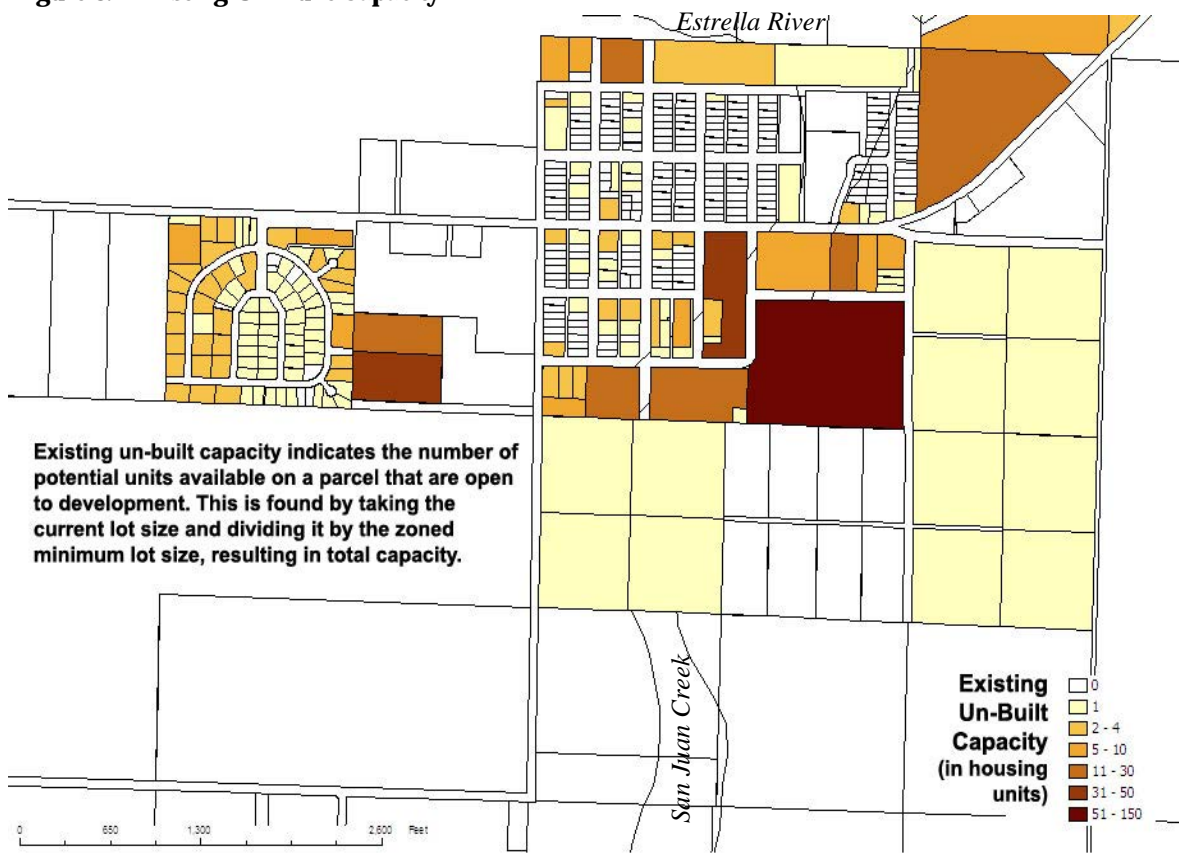 Estrella River
Existing un-built capacity indicates the number of
potential units available on a parcel that are open
to development. This is found by taking the
current lot size and dividing it by the zoned
minimum lot size, resulting in total capacity.
San Juan Creek
Existing
Un-Built
Capacity
(in housing
units)
0
1
2 - 4
5 - 10
11 - 30
31 - 50
51 - 150
0 650 1,300 2,600 Feet